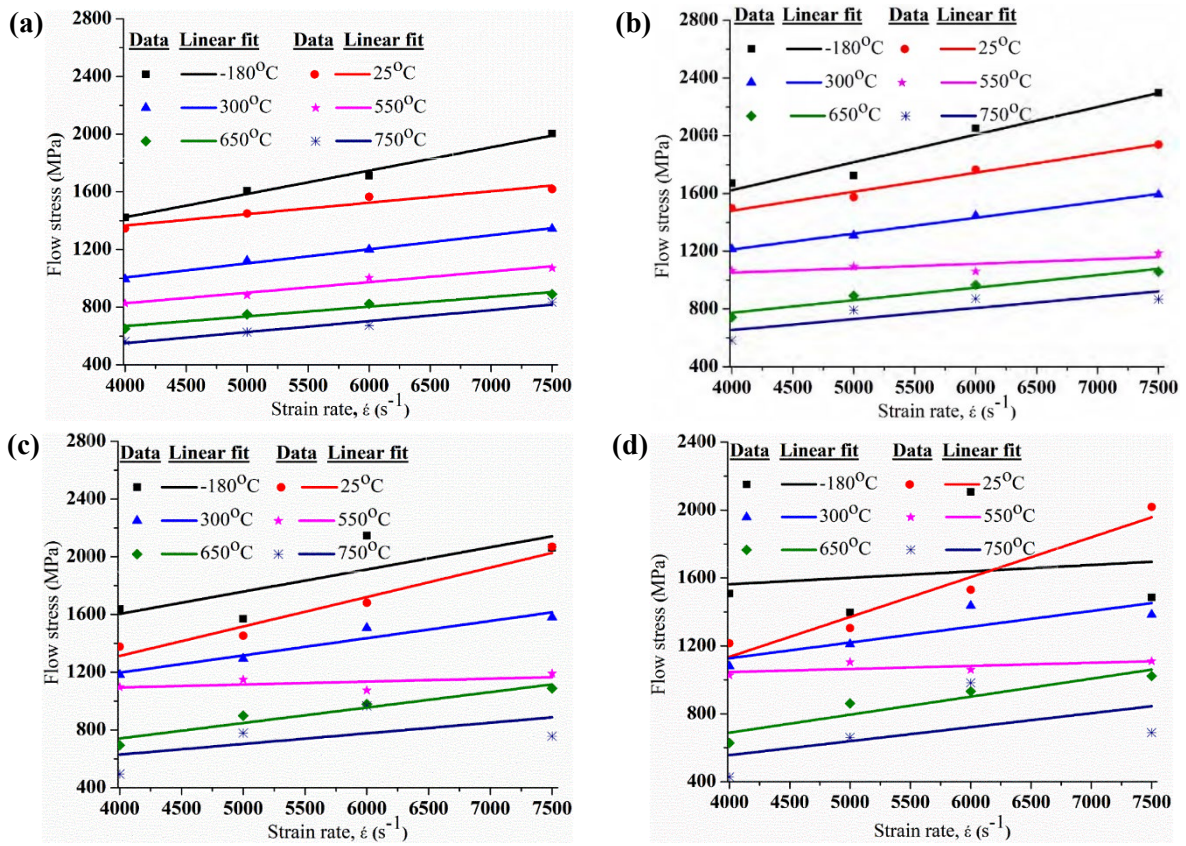 (a)
Data Linear fit Data Linear fit
-180°C 25°C
300°C 550°C
650°C 750°C
2800
2400
2000
1600
1200
800
400
Flow stress (MPa)
4000 4500 5000 5500 6000 6500 7000 7500
Strain rate, έ (s⁻¹)
(b)
Data Linear fit Data Linear fit
-180°C 25°C
300°C 550°C
650°C 750°C
2800
2400
2000
1600
1200
800
400
Flow stress (MPa)
4000 4500 5000 5500 6000 6500 7000 7500
Strain rate, έ (s⁻¹)
(c)
Data Linear fit Data Linear fit
-180°C 25°C
300°C 550°C
650°C 750°C
2800
2400
2000
1600
1200
800
400
Flow stress (MPa)
4000 4500 5000 5500 6000 6500 7000 7500
Strain rate, έ (s⁻¹)
(d)
Data Linear fit Data Linear fit
-180°C 25°C
300°C 550°C
650°C 750°C
2400
2000
1600
1200
800
400
Flow stress (MPa)
4000 4500 5000 5500 6000 6500 7000 7500
Strain rate, έ (s⁻¹)